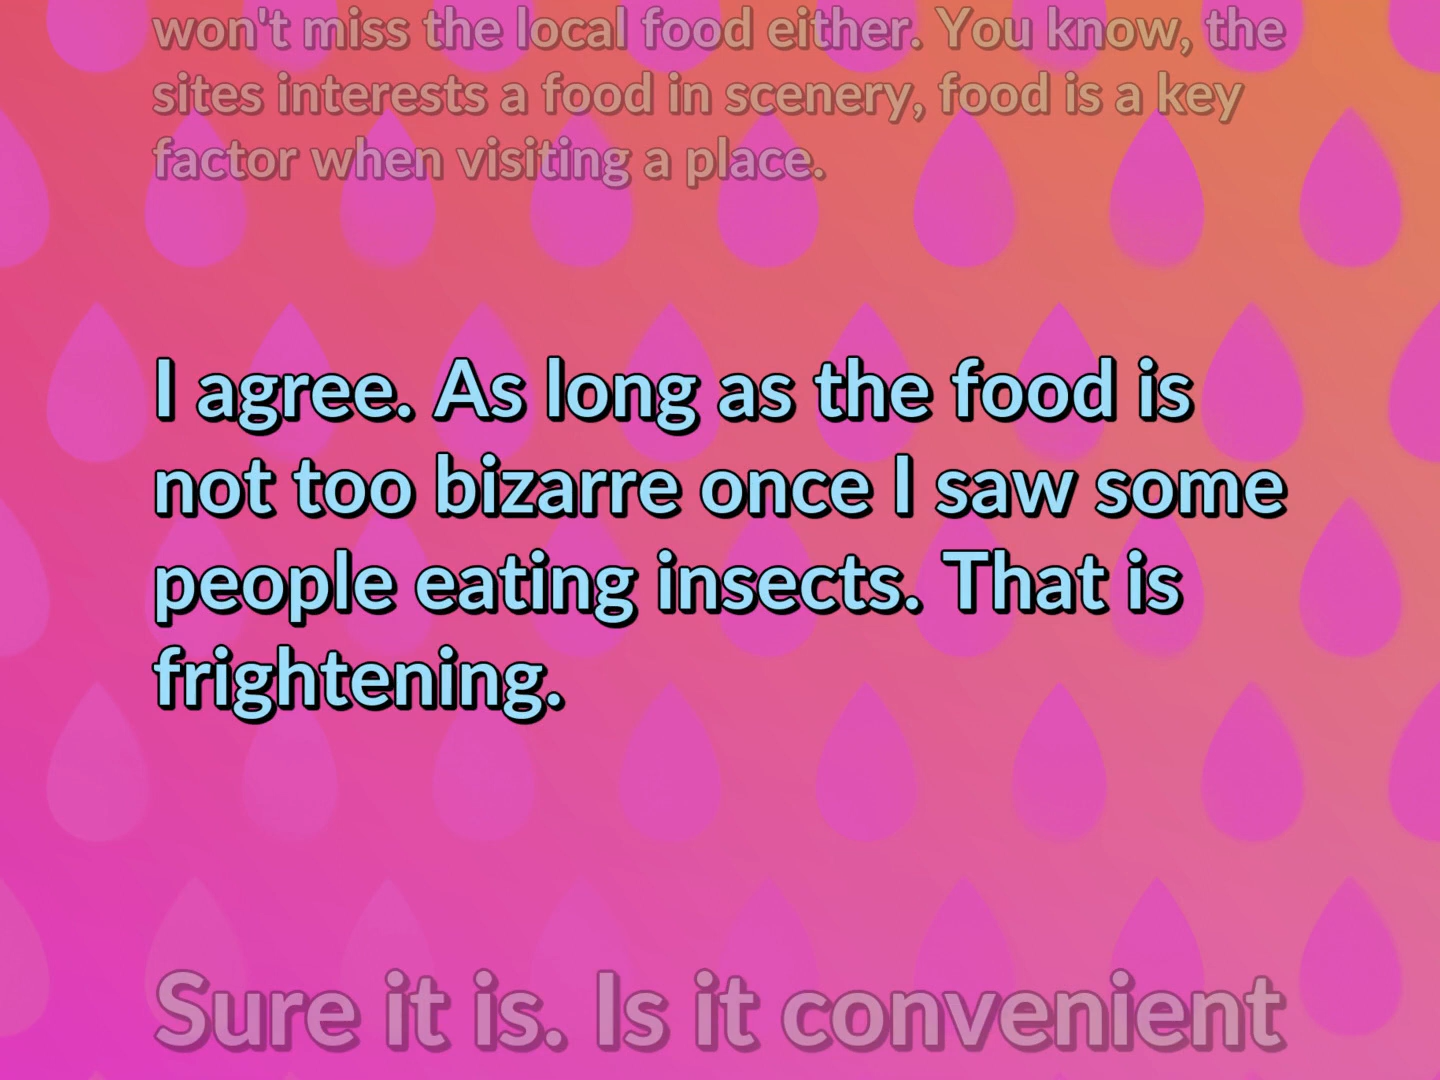 won't miss the local food either. You know, the
sites interests a food in scenery, food is a key
factor when visiting a place.
I agree. As long as the food is
not too bizarre once I saw some
people eating insects. That is
frightening.
Sure it is. Is it convenient